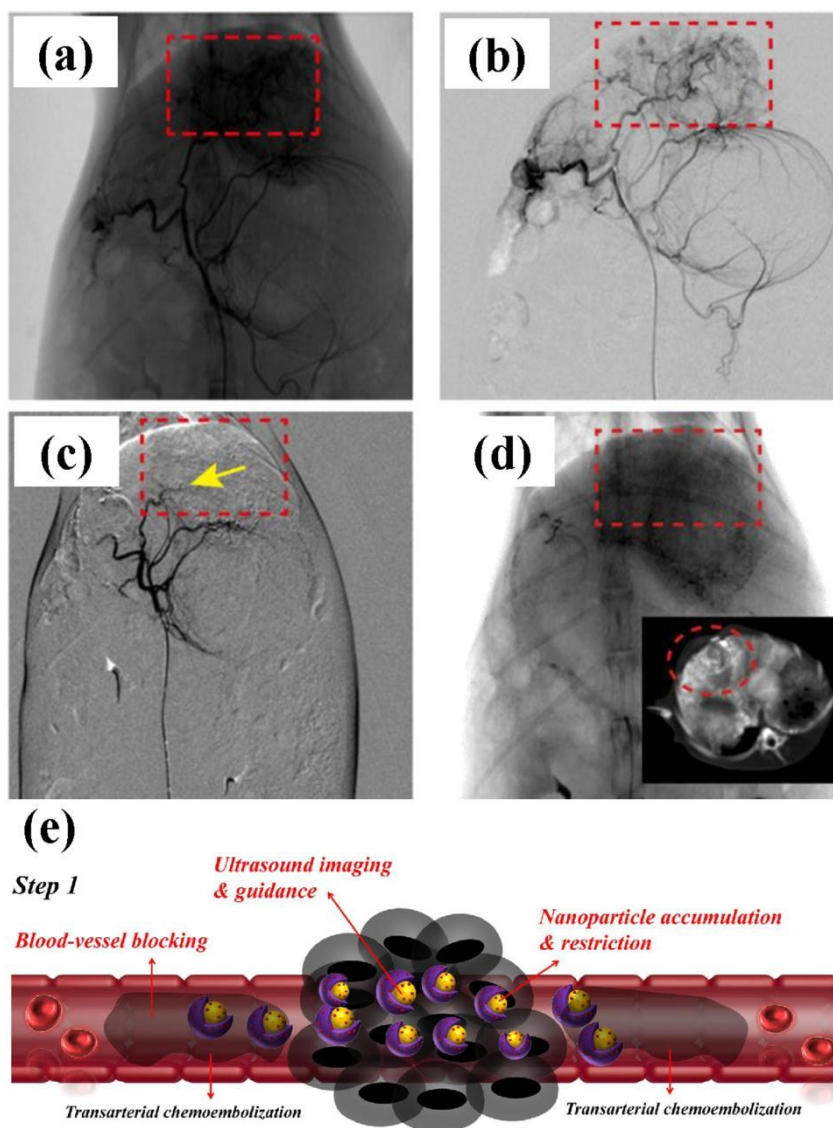 (a)
(b)
(c)
(d)
(e)
Step 1
Ultrasound imaging
& guidance
Blood-vessel blocking
Nanoparticle accumulation
& restriction
Transarterial chemoembolization
Transarterial chemoembolization